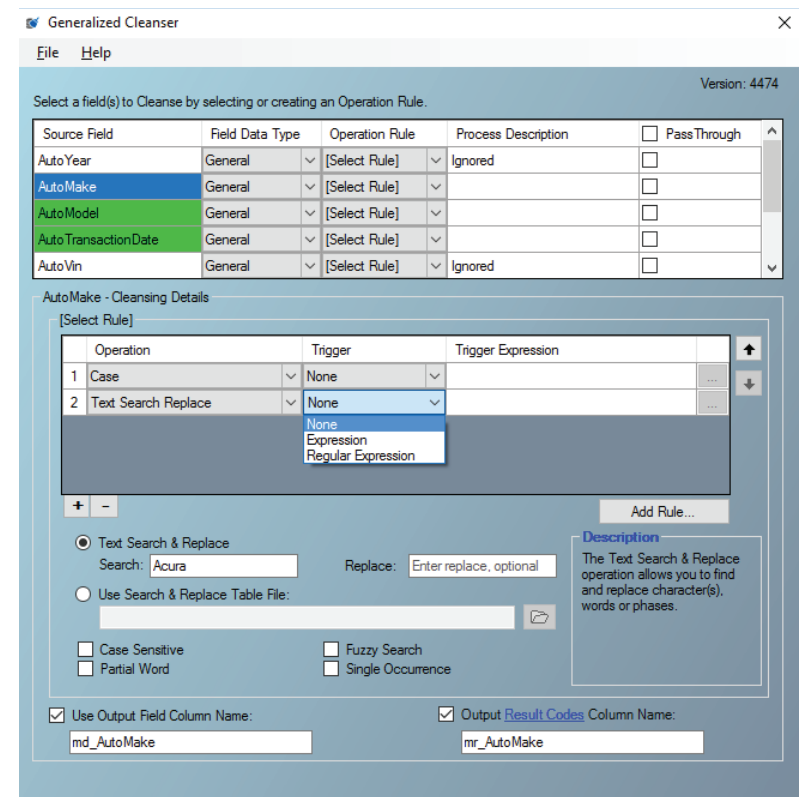 Generalized Cleanser
File Help
Version: 4474
Select a field(s) to Cleanse by selecting or creating an Operation Rule.
Source Field Field Data Type Operation Rule Process Description PassThrough
AutoYear General [Select Rule] Ignored
AutoMake General [Select Rule]
AutoModel General [Select Rule]
AutoTransactionDate General [Select Rule]
AutoVin General [Select Rule] Ignored
AutoMake - Cleansing Details
[Select Rule]
Operation Trigger Trigger Expression
1 Case None ...
2 Text Search Replace None ...
None
Expression
Regular Expression
+ - Add Rule...
Text Search & Replace
Search: Acura Replace: Enter replace, optional
Use Search & Replace Table File:
Case Sensitive Fuzzy Search
Partial Word Single Occurrence
Description
The Text Search & Replace
operation allows you to find
and replace character(s),
words or phases.
Use Output Field Column Name: Output Result Codes Column Name:
md_AutoMake mr_AutoMake